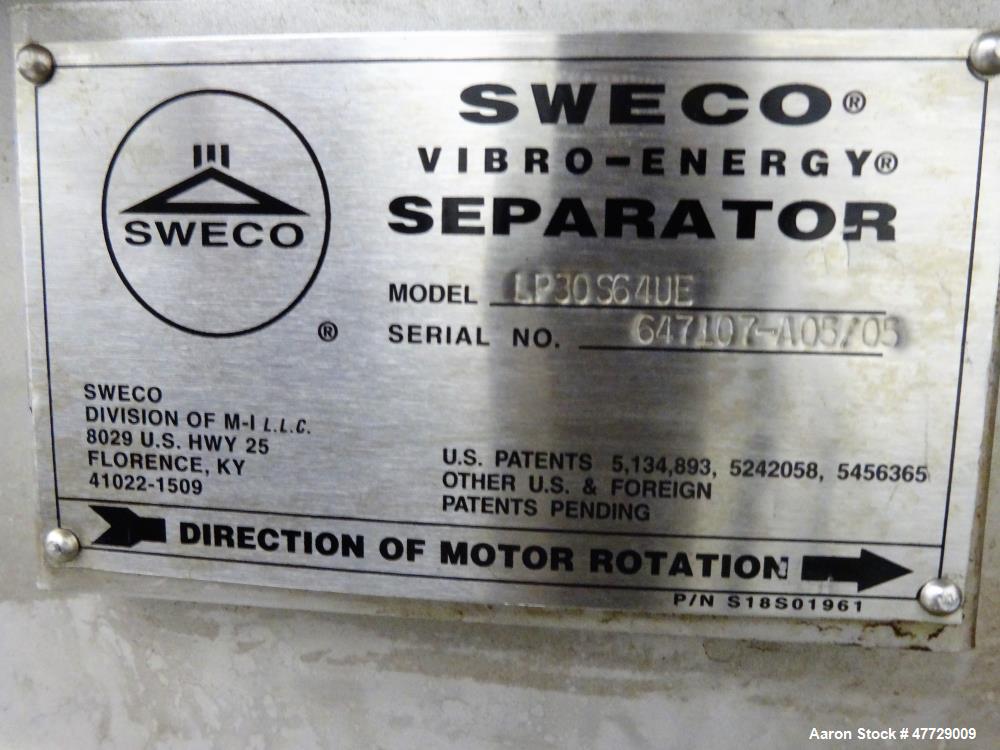 SWECO
®
SWECO®
VIBRO-ENERGY®
SEPARATOR
MODEL LP30S64UE
SERIAL NO. 647107-A05/05
SWECO
DIVISION OF M-I L.L.C.
8029 U.S. HWY 25
FLORENCE, KY
41022-1509
U.S. PATENTS 5,134,893, 5242058, 5456365
OTHER U.S. & FOREIGN
PATENTS PENDING
DIRECTION OF MOTOR ROTATION
P/N S18S01961
Aaron Stock # 47729009